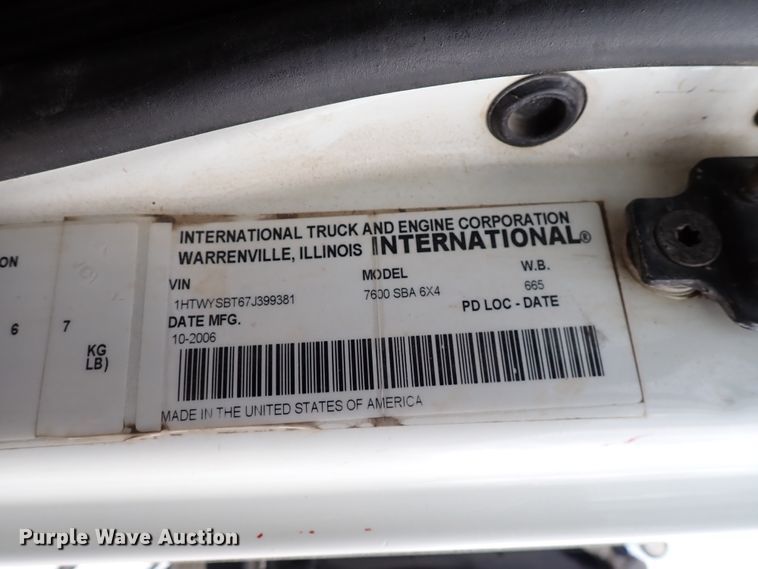 INTERNATIONAL TRUCK AND ENGINE CORPORATION
WARRENVILLE, ILLINOIS INTERNATIONAL®
VIN MODEL W.B.
1HTWYSBT67J399381 7600 SBA 6X4 665
DATE MFG. PD LOC - DATE
10-2006
MADE IN THE UNITED STATES OF AMERICA
ON
6 7
KG
LB)
Purple Wave Auction